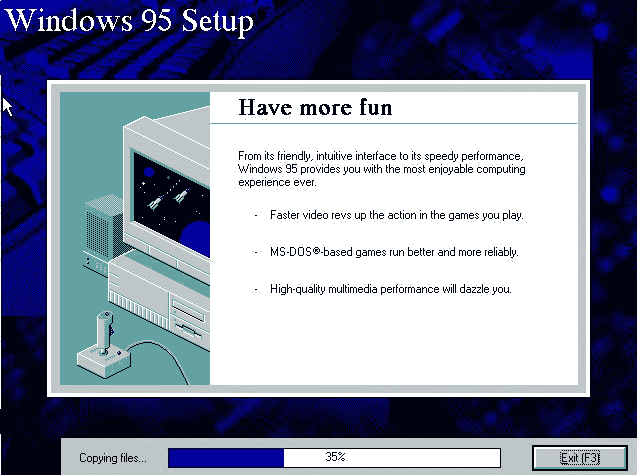 Windows 95 Setup
Have more fun
From its friendly, intuitive interface to its speedy performance,
Windows 95 provides you with the most enjoyable computing
experience ever.
- Faster video revs up the action in the games you play.
- MS-DOS®-based games run better and more reliably.
- High-quality multimedia performance will dazzle you.
Copying files... 35% Exit (F3)